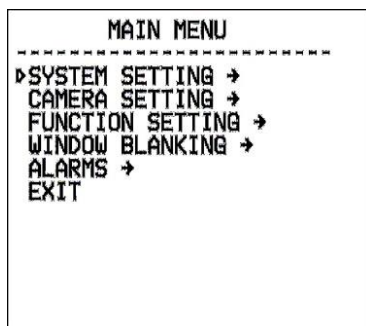 MAIN MENU
SYSTEM SETTING →
CAMERA SETTING →
FUNCTION SETTING →
WINDOW BLANKING →
ALARMS →
EXIT